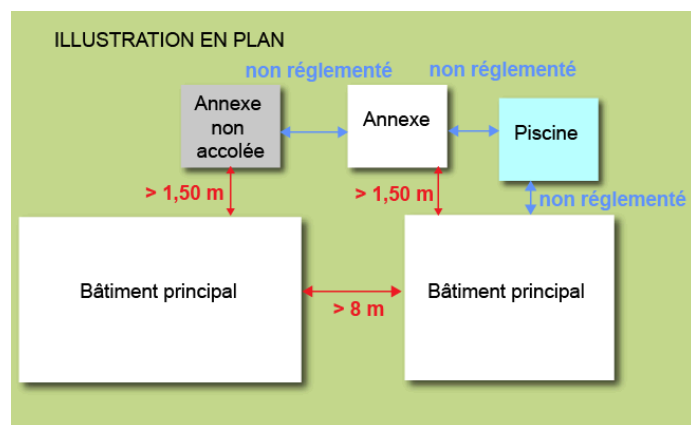 ILLUSTRATION EN PLAN
non réglementé
non réglementé
Annexe
non
accolée
Annexe
Piscine
> 1,50 m
> 1,50 m
non réglementé
Bâtiment principal
> 8 m
Bâtiment principal